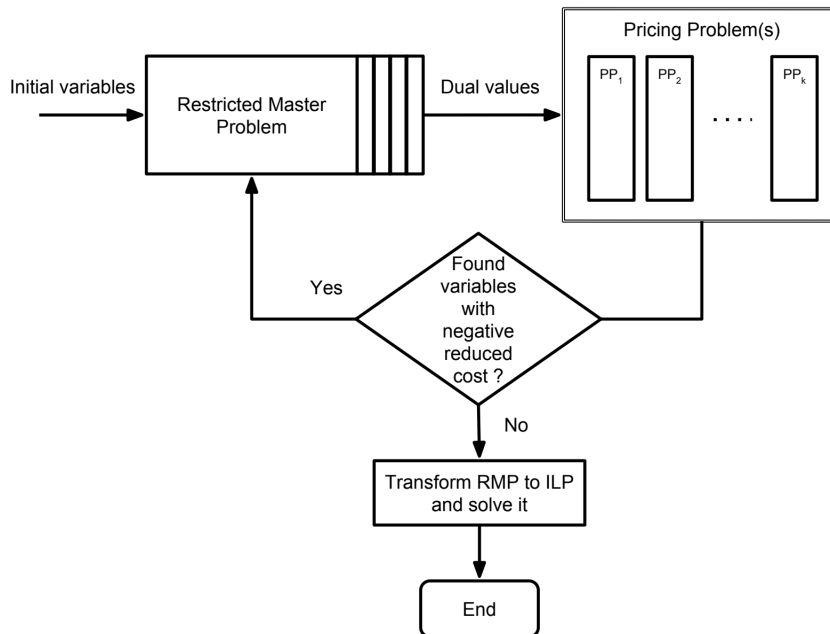 Pricing Problem(s)
Initial variables
Restricted Master
Problem
Dual values
PP1
PP2
. . . .
PPk
Yes
Found
variables
with
negative
reduced
cost ?
No
Transform RMP to ILP
and solve it
End